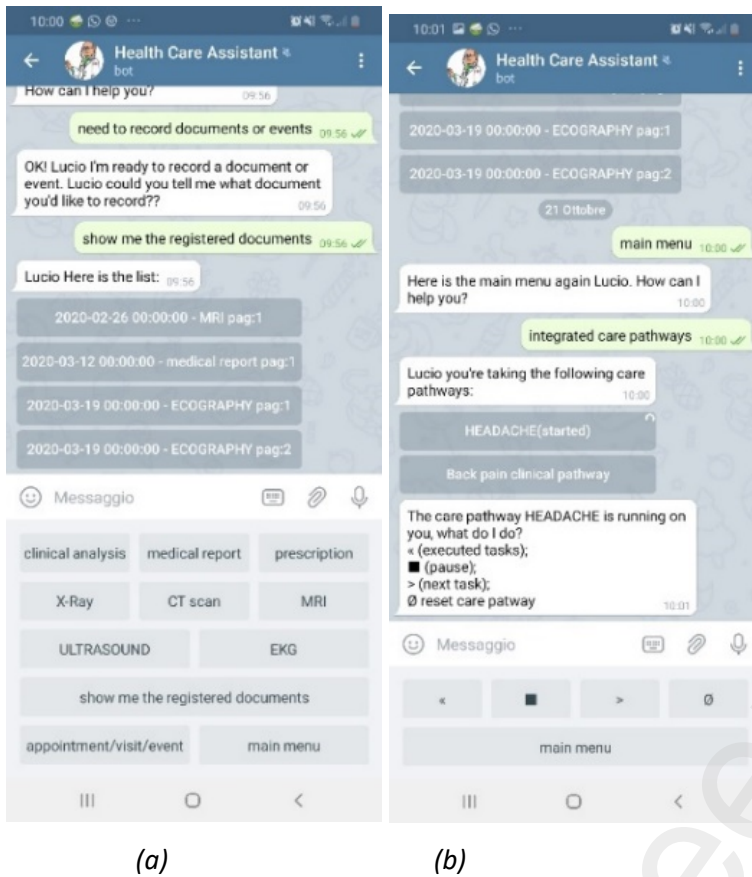 10:00
Health Care Assistant
bot
How can I help you?
09:56
need to record documents or events 09:56
OK! Lucio I'm ready to record a document or
event. Lucio could you tell me what document
you'd like to record??
09:56
show me the registered documents 09:56
Lucio Here is the list: 09:56
2020-02-26 00:00:00 - MRI pag:1
2020-03-12 00:00:00 - medical report pag:1
2020-03-19 00:00:00 - ECOGRAPHY pag:1
2020-03-19 00:00:00 - ECOGRAPHY pag:2
Messaggio
clinical analysis medical report prescription
X-Ray CT scan MRI
ULTRASOUND EKG
show me the registered documents
appointment/visit/event main menu
(a)
10:01
Health Care Assistant
bot
2020-03-19 00:00:00 - ECOGRAPHY pag:1
2020-03-19 00:00:00 - ECOGRAPHY pag:2
21 Ottobre
main menu 10:00
Here is the main menu again Lucio. How can I
help you?
10:00
integrated care pathways 10:00
Lucio you're taking the following care
pathways:
10:00
HEADACHE(started)
Back pain clinical pathway
The care pathway HEADACHE is running on
you, what do I do?
« (executed tasks);
■ (pause);
> (next task);
Ø reset care patway
10:01
Messaggio
« ■ > Ø
main menu
(b)